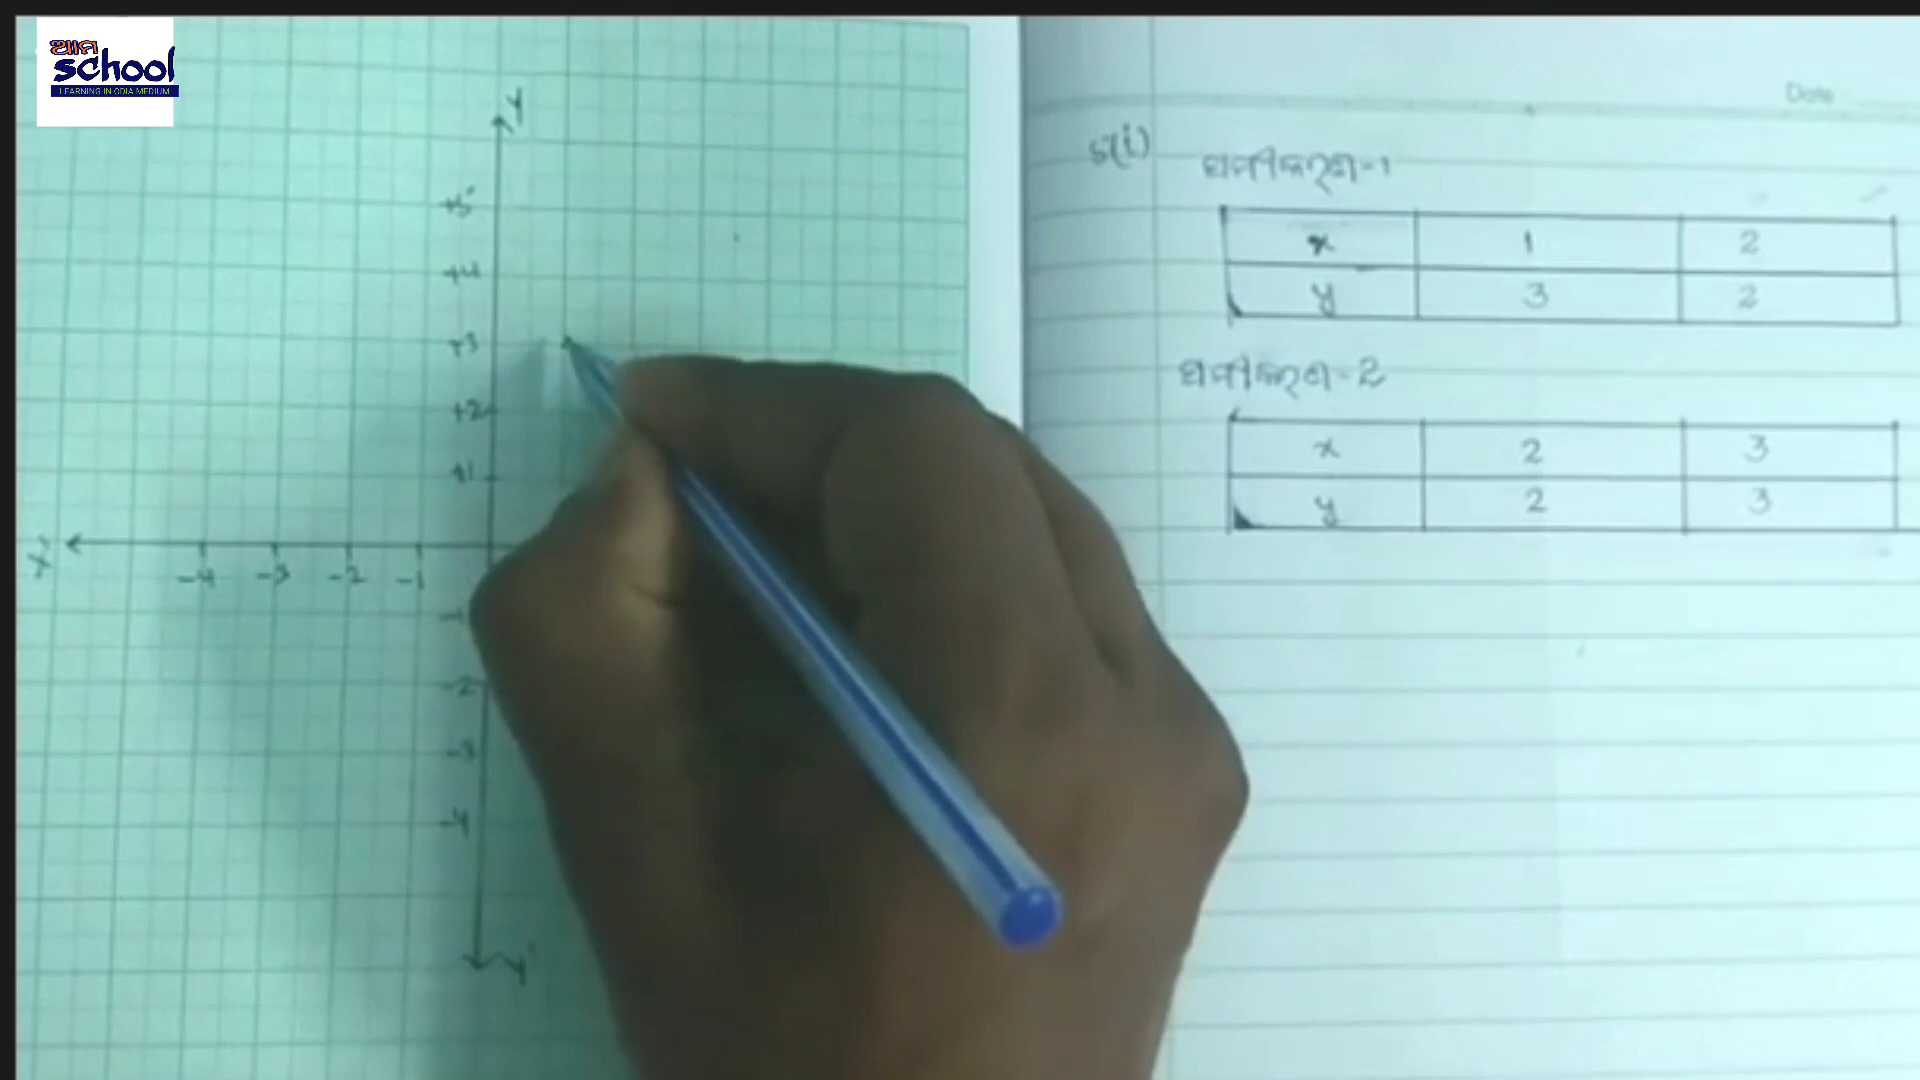 ଆମ
school
LEARNING IN ODIA MEDIUM
Y
+5
+4
+3
+2
+1
X'
-4 -3 -2 -1
-1
-2
-3
-4
Y'
Date
5(i)
ସମୀକରଣ-1
x 1 2
y 3 2
ସମୀକରଣ-2
x 2 3
y 2 3